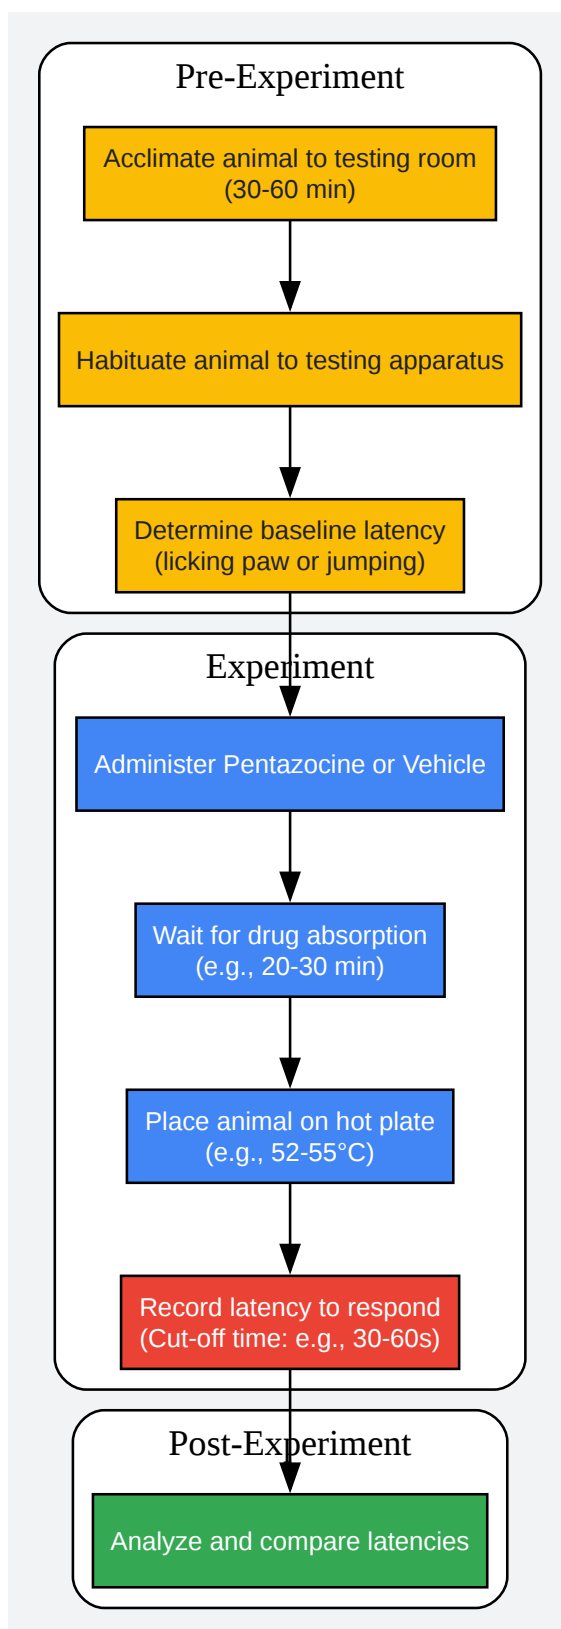 Pre-Experiment
Acclimate animal to testing room
(30-60 min)
Habituate animal to testing apparatus
Determine baseline latency
(licking paw or jumping)
Experiment
Administer Pentazocine or Vehicle
Wait for drug absorption
(e.g., 20-30 min)
Place animal on hot plate
(e.g., 52-55°C)
Record latency to respond
(Cut-off time: e.g., 30-60s)
Post-Experiment
Analyze and compare latencies